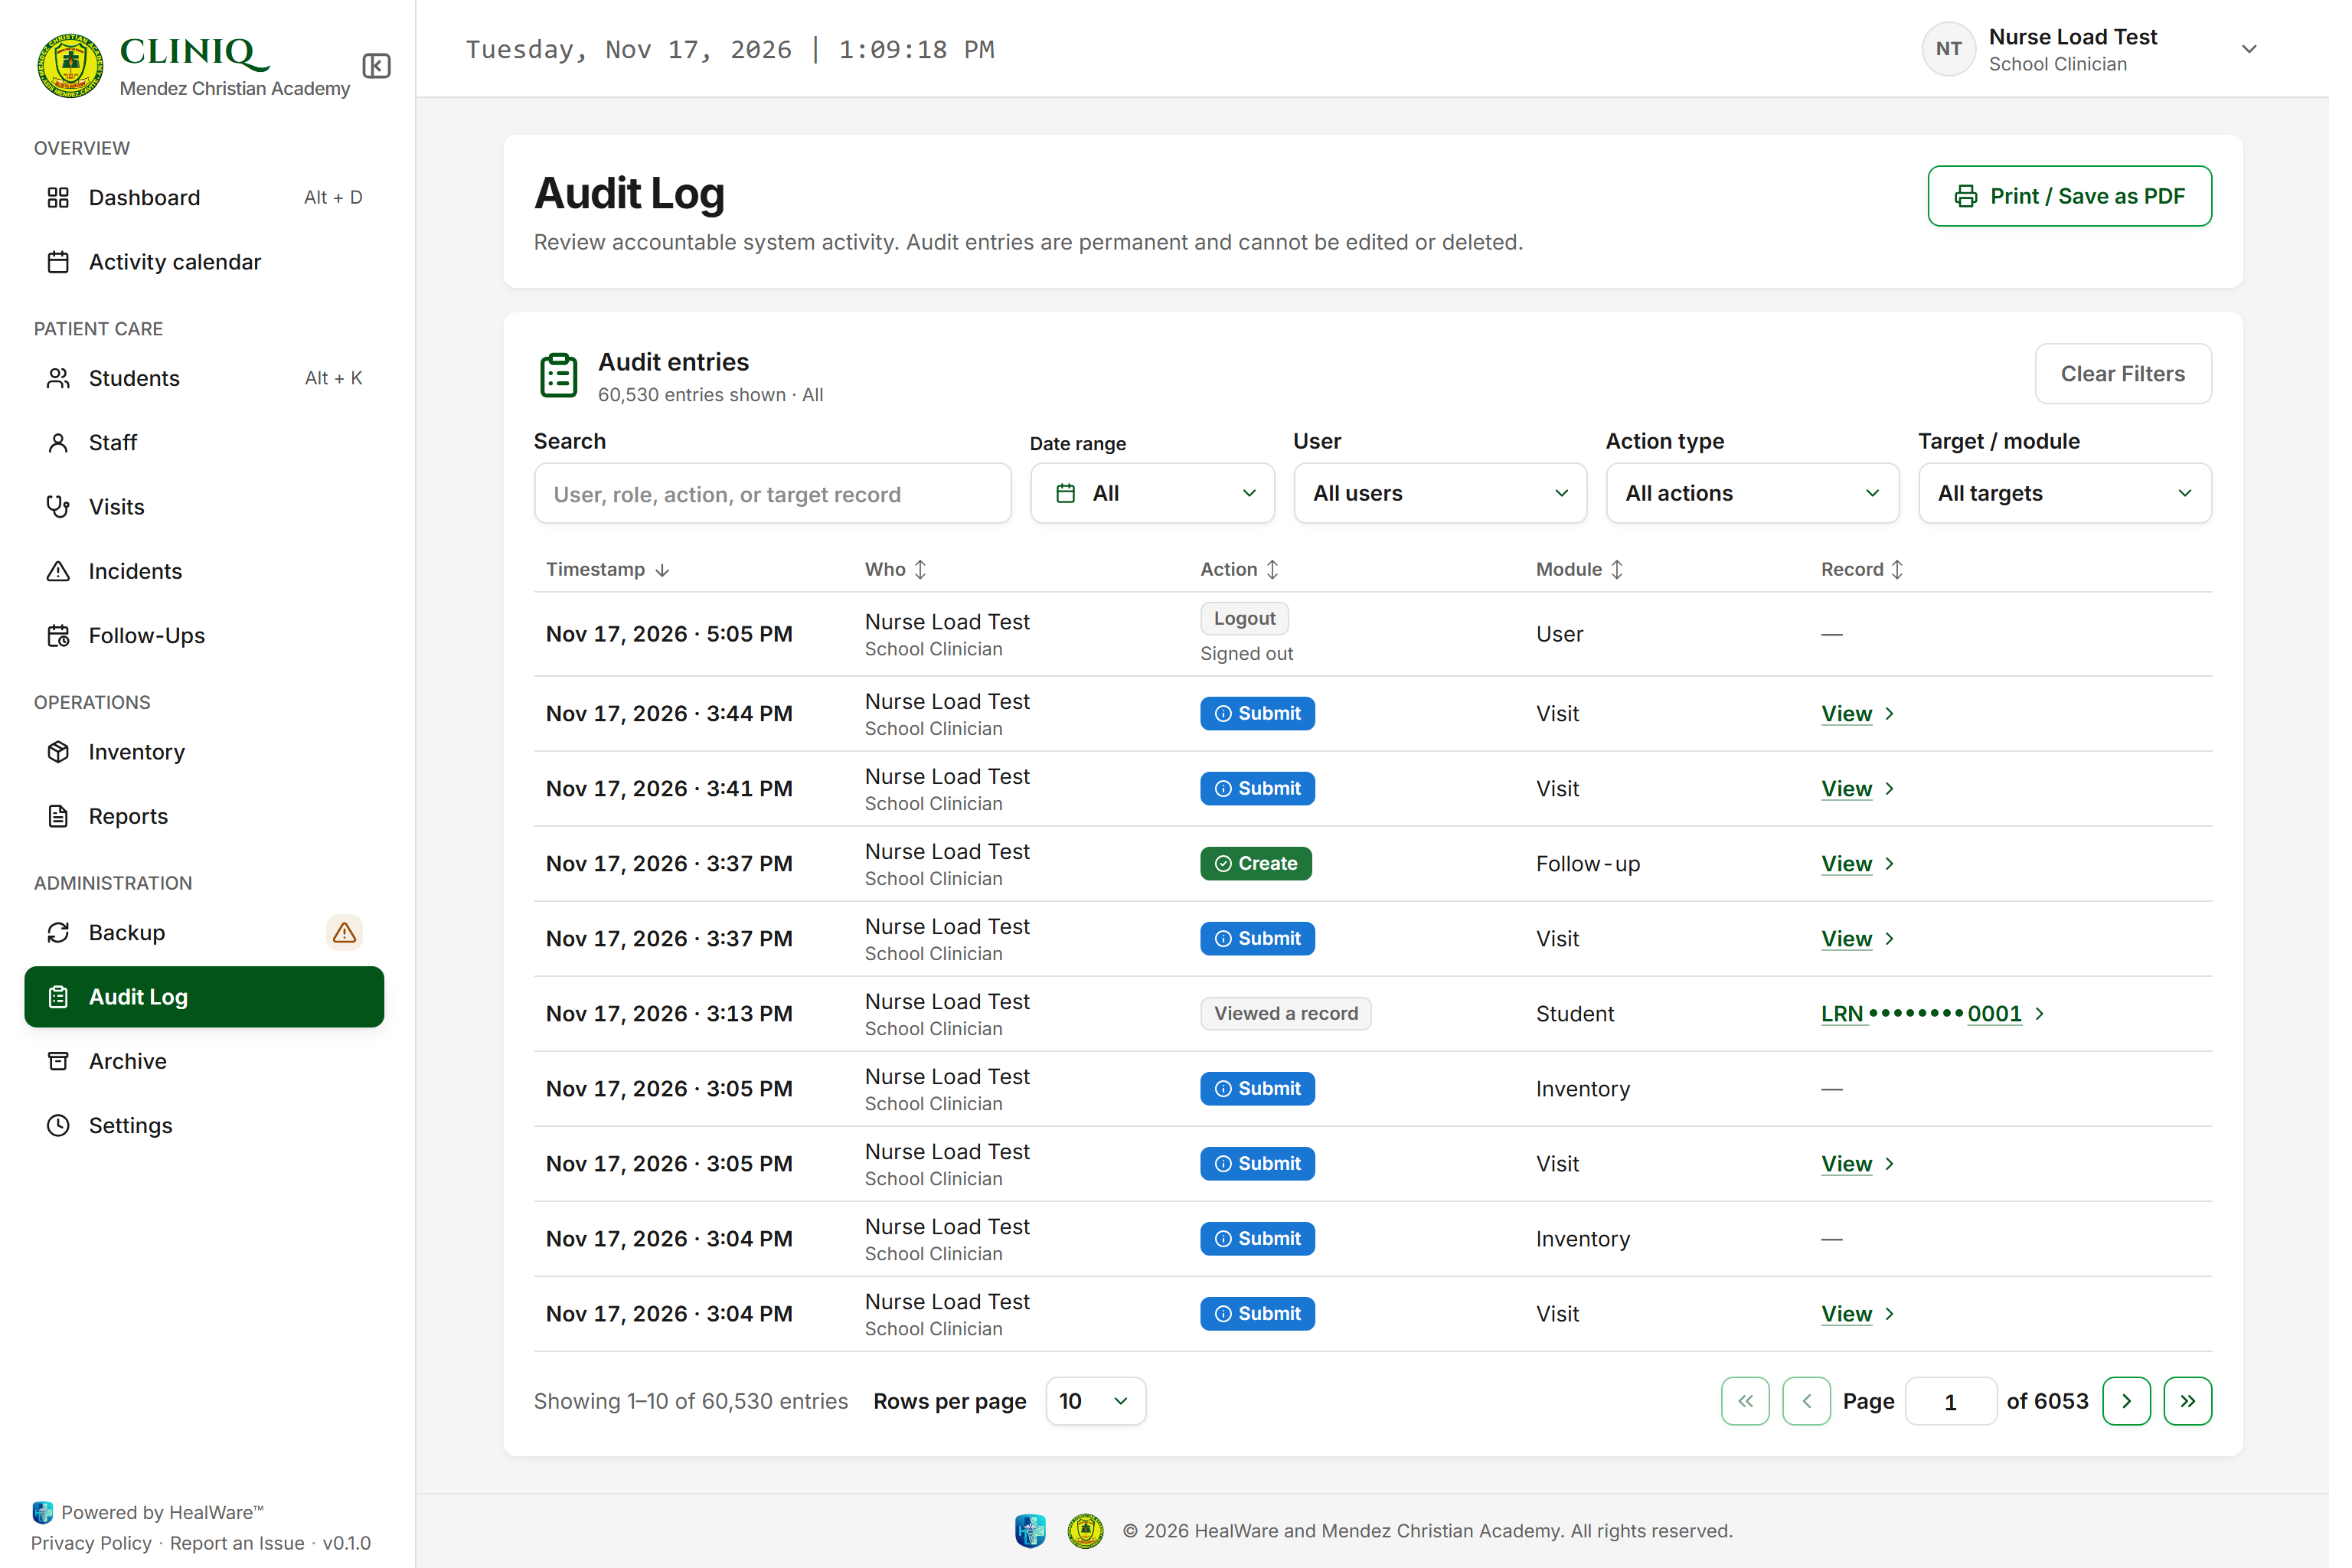 CLINIQ
Mendez Christian Academy
OVERVIEW
Dashboard Alt + D
Activity calendar
PATIENT CARE
Students Alt + K
Staff
Visits
Incidents
Follow-Ups
OPERATIONS
Inventory
Reports
ADMINISTRATION
Backup
Audit Log
Archive
Settings
Powered by HealWare™
Privacy Policy · Report an Issue · v0.1.0
Tuesday, Nov 17, 2026 | 1:09:18 PM
NT
Nurse Load Test
School Clinician
Audit Log
Review accountable system activity. Audit entries are permanent and cannot be edited or deleted.
Print / Save as PDF
Audit entries
60,530 entries shown · All
Clear Filters
Search Date range User Action type Target / module
User, role, action, or target record All All users All actions All targets
Timestamp Who Action Module Record
Nov 17, 2026 · 5:05 PM Nurse Load Test School Clinician Logout Signed out User —
Nov 17, 2026 · 3:44 PM Nurse Load Test School Clinician Submit Visit View
Nov 17, 2026 · 3:41 PM Nurse Load Test School Clinician Submit Visit View
Nov 17, 2026 · 3:37 PM Nurse Load Test School Clinician Create Follow-up View
Nov 17, 2026 · 3:37 PM Nurse Load Test School Clinician Submit Visit View
Nov 17, 2026 · 3:13 PM Nurse Load Test School Clinician Viewed a record Student LRN ••••••••0001
Nov 17, 2026 · 3:05 PM Nurse Load Test School Clinician Submit Inventory —
Nov 17, 2026 · 3:05 PM Nurse Load Test School Clinician Submit Visit View
Nov 17, 2026 · 3:04 PM Nurse Load Test School Clinician Submit Inventory —
Nov 17, 2026 · 3:04 PM Nurse Load Test School Clinician Submit Visit View
Showing 1–10 of 60,530 entries Rows per page 10 Page 1 of 6053
© 2026 HealWare and Mendez Christian Academy. All rights reserved.